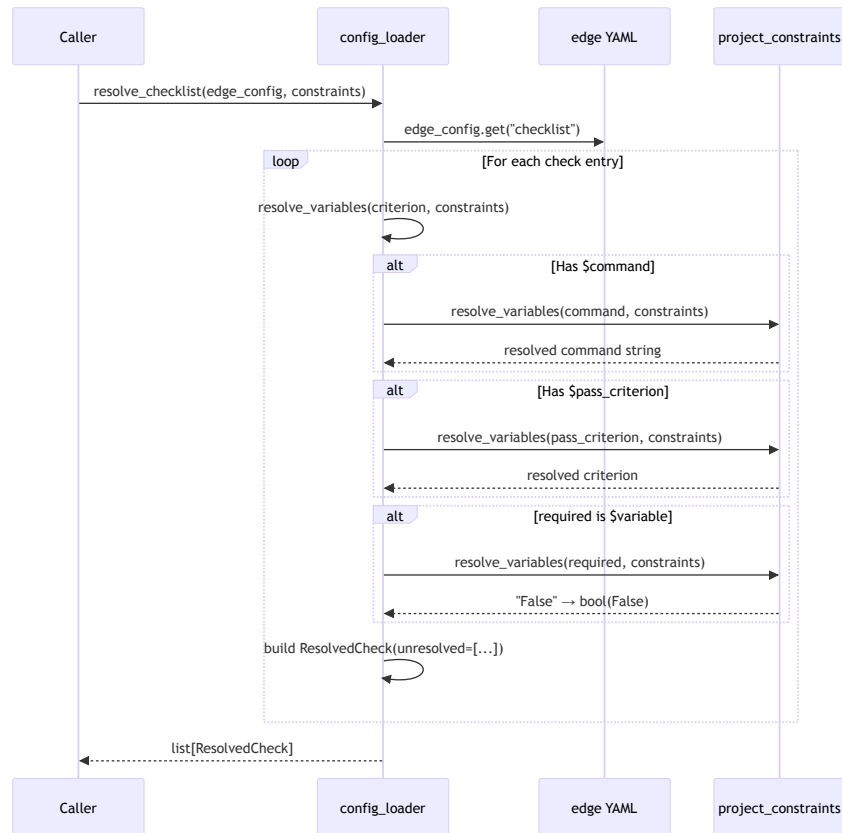 Caller
config_loader
edge YAML
project_constraints
resolve_checklist(edge_config, constraints)
edge_config.get("checklist")
loop
[For each check entry]
resolve_variables(criterion, constraints)
alt
[Has $command]
resolve_variables(command, constraints)
resolved command string
alt
[Has $pass_criterion]
resolve_variables(pass_criterion, constraints)
resolved criterion
alt
[required is $variable]
resolve_variables(required, constraints)
"False" → bool(False)
build ResolvedCheck(unresolved=[...])
list[ResolvedCheck]
Caller
config_loader
edge YAML
project_constraints